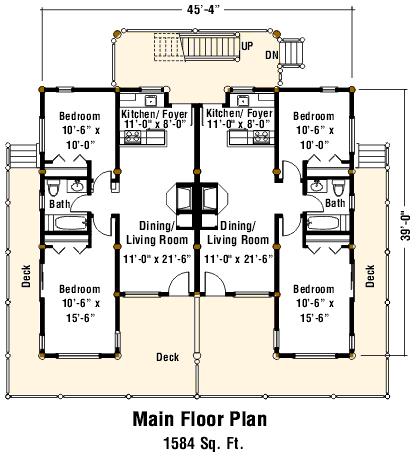 45'-4"
UP
DN
Bedroom
10'-6" x
10'-0"
Kitchen/ Foyer
11'-0" x 8'-0"
Kitchen/ Foyer
11'-0" x 8'-0"
Bedroom
10'-6" x
10'-0"
Bath
Bath
Dining/
Living Room
11'-0" x 21'-6"
Dining/
Living Room
11'-0" x 21'-6"
39'-0"
Deck
Bedroom
10'-6" x
15'-6"
Bedroom
10'-6" x
15'-6"
Deck
Deck
Main Floor Plan
1584 Sq. Ft.